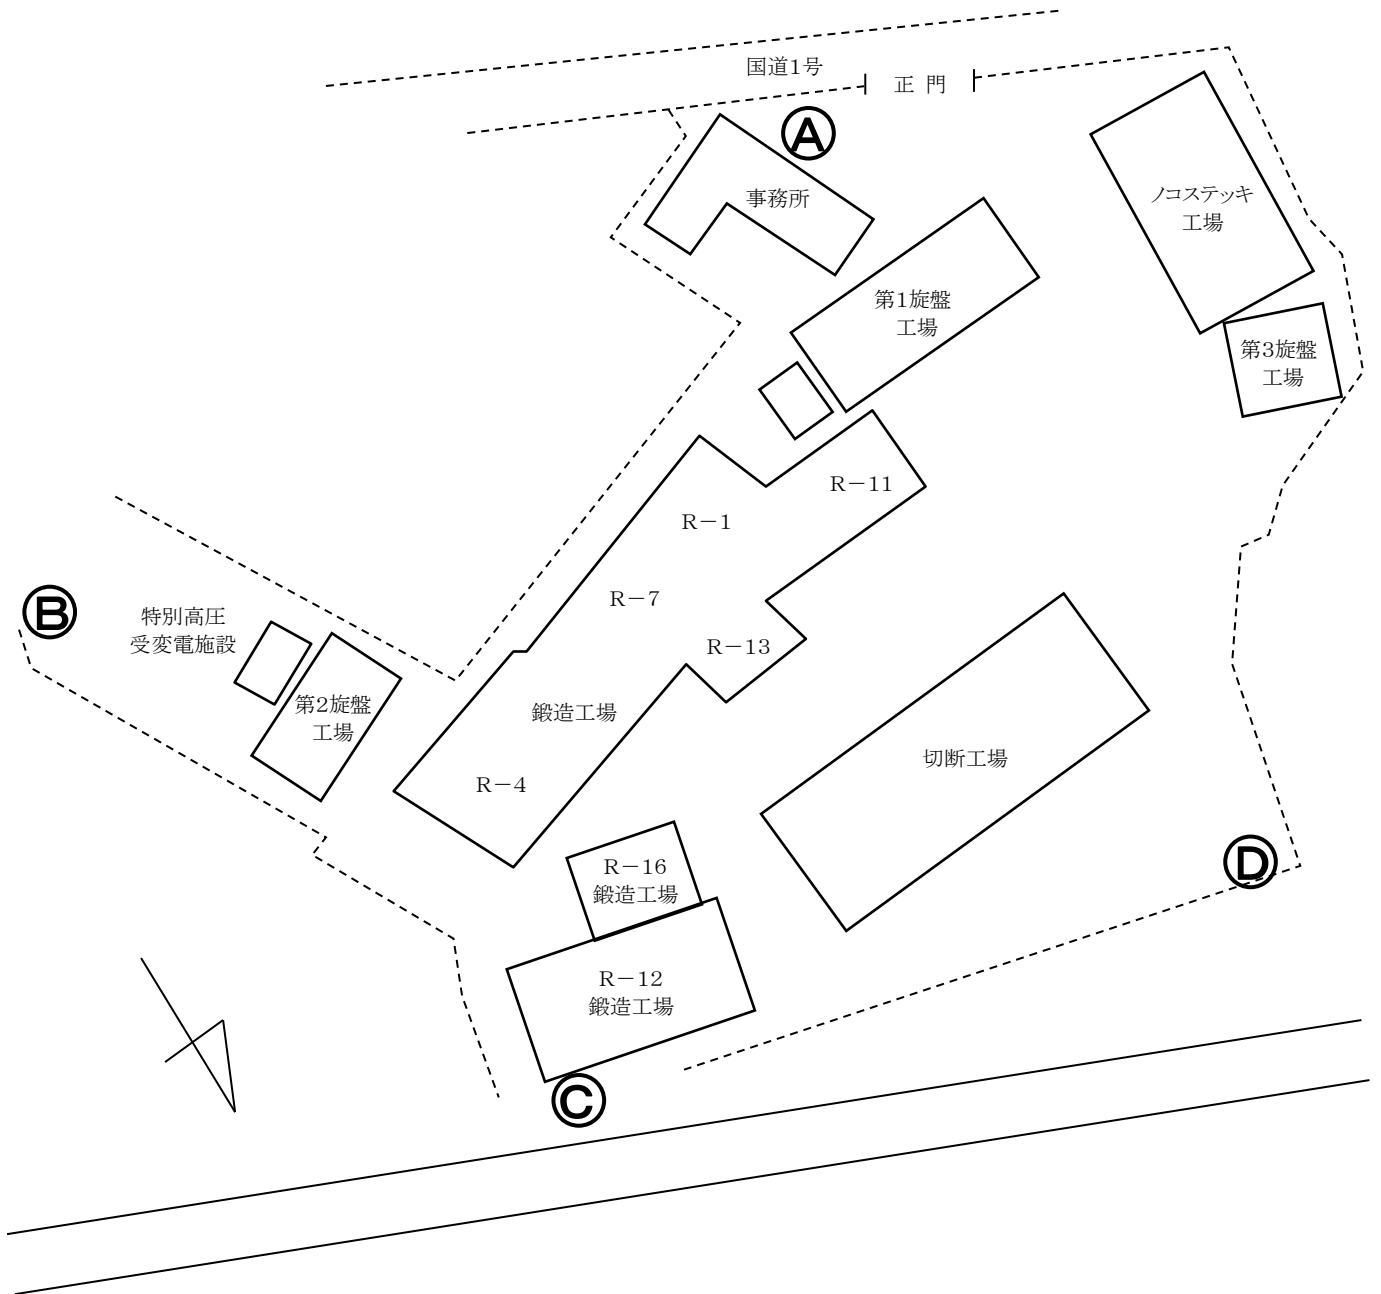 国道1号
正 門
Ⓐ
事務所
ノコステッキ
工場
第1旋盤
工場
第3旋盤
工場
R－11
R－1
R－7
R－13
Ⓑ
特別高圧
受変電施設
第2旋盤
工場
鍛造工場
R－4
切断工場
R－16
鍛造工場
Ⓓ
R－12
鍛造工場
Ⓒ